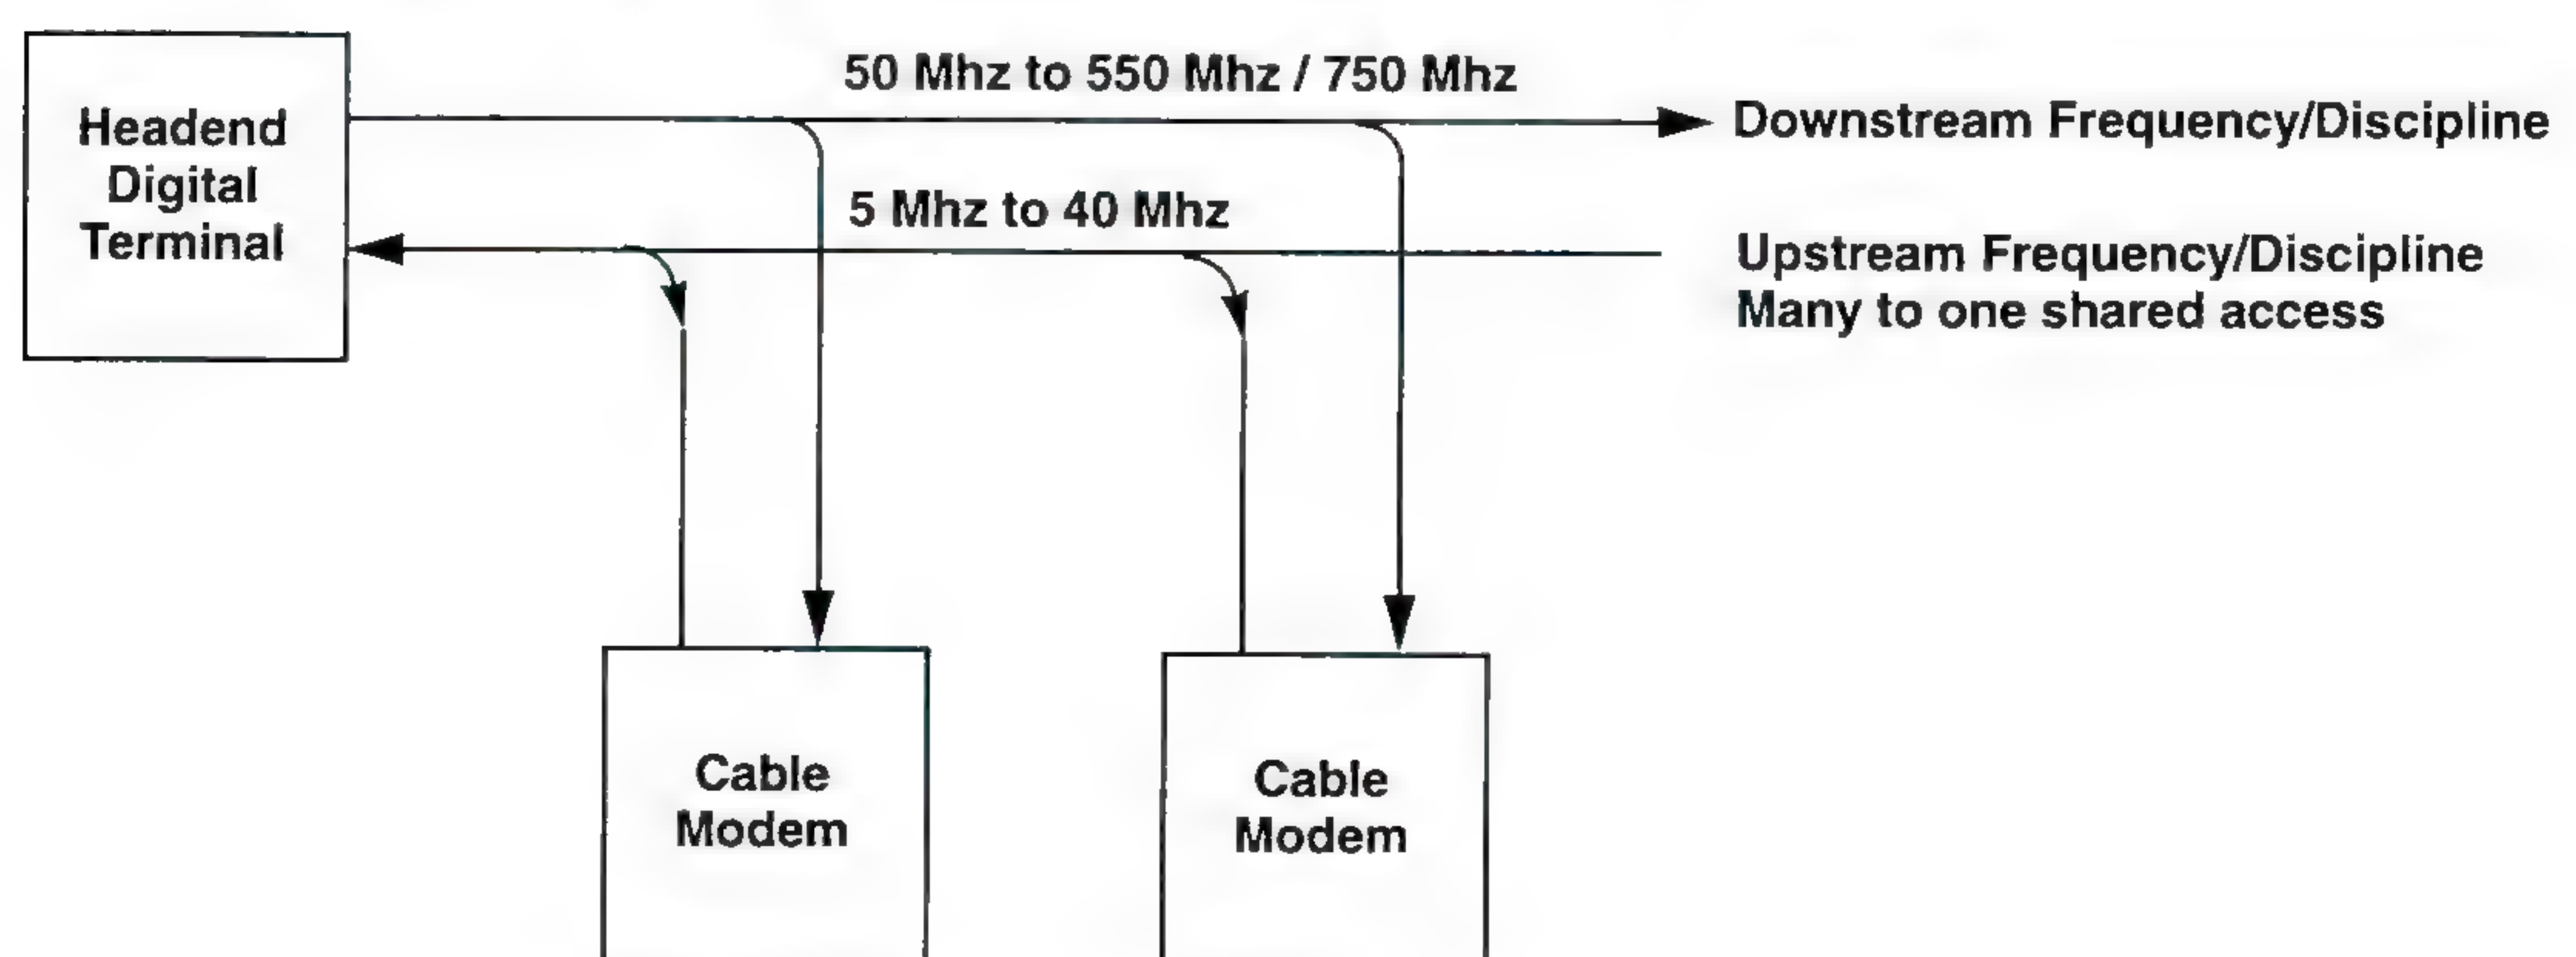 50 Mhz to 550 Mhz / 750 Mhz
Headend
Digital
Terminal
Downstream Frequency/Discipline
5 Mhz to 40 Mhz
Upstream Frequency/Discipline
Many to one shared access
Cable
Modem
Cable
Modem